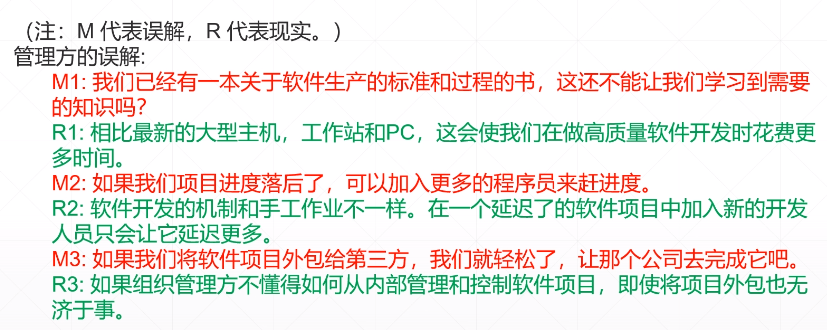 （注：M 代表误解，R 代表现实。）
管理方的误解:
M1: 我们已经有一本关于软件生产的标准和过程的书，这还不能让我们学习到需要
的知识吗？
R1: 相比最新的大型主机，工作站和PC，这会使我们在做高质量软件开发时花费更
多时间。
M2: 如果我们项目进度落后了，可以加入更多的程序员来赶进度。
R2: 软件开发的机制和手工作业不一样。在一个延迟了的软件项目中加入新的开发
人员只会让它延迟更多。
M3: 如果我们将软件项目外包给第三方，我们就轻松了，让那个公司去完成它吧。
R3: 如果组织管理方不懂得如何从内部管理和控制软件项目，即使将项目外包也无
济于事。